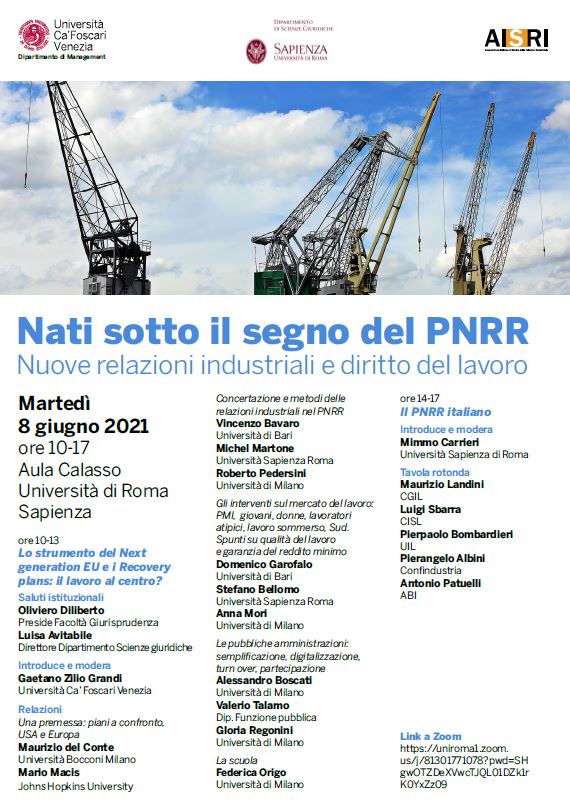 Università
Ca'Foscari
Venezia
Dipartimento di Management
DIPARTIMENTO
DI SCIENZE GIURIDICHE
SAPIENZA
UNIVERSITÀ DI ROMA
AISRI
Nati sotto il segno del PNRR
Nuove relazioni industriali e diritto del lavoro
Martedì
8 giugno 2021
ore 10-17
Aula Calasso
Università di Roma
Sapienza
ore 10-13
Lo strumento del Next
generation EU e i Recovery
plans: il lavoro al centro?
Saluti istituzionali
Oliviero Diliberto
Preside Facoltà Giurisprudenza
Luisa Avitabile
Direttore Dipartimento Scienze giuridiche
Introduce e modera
Gaetano Zilio Grandi
Università Ca' Foscari Venezia
Relazioni
Una premessa: piani a confronto,
USA e Europa
Maurizio del Conte
Università Bocconi Milano
Mario Macis
Johns Hopkins University
Concertazione e metodi delle
relazioni industriali nel PNRR
Vincenzo Bavaro
Università di Bari
Michel Martone
Università Sapienza Roma
Roberto Pedersini
Università di Milano
Gli interventi sul mercato del lavoro:
PMI, giovani, donne, lavoratori
atipici, lavoro sommerso, Sud.
Spunti su qualità del lavoro
e garanzia del reddito minimo
Domenico Garofalo
Università di Bari
Stefano Bellomo
Università Sapienza Roma
Anna Mori
Università di Milano
Le pubbliche amministrazioni:
semplificazione, digitalizzazione,
turn over, partecipazione
Alessandro Boscati
Università di Milano
Valerio Talamo
Dip. Funzione pubblica
Gloria Regonini
Università di Milano
La scuola
Federica Origo
Università di Milano
ore 14-17
Il PNRR italiano
Introduce e modera
Mimmo Carrieri
Università Sapienza di Roma
Tavola rotonda
Maurizio Landini
CGIL
Luigi Sbarra
CISL
Pierpaolo Bombardieri
UIL
Pierangelo Albini
Confindustria
Antonio Patuelli
ABI
Link a Zoom
https://uniroma1.zoom.
us/j/81301771078?pwd=SH
gwOTZDeXVwcTJQL01DZk1r
K0YxZz09